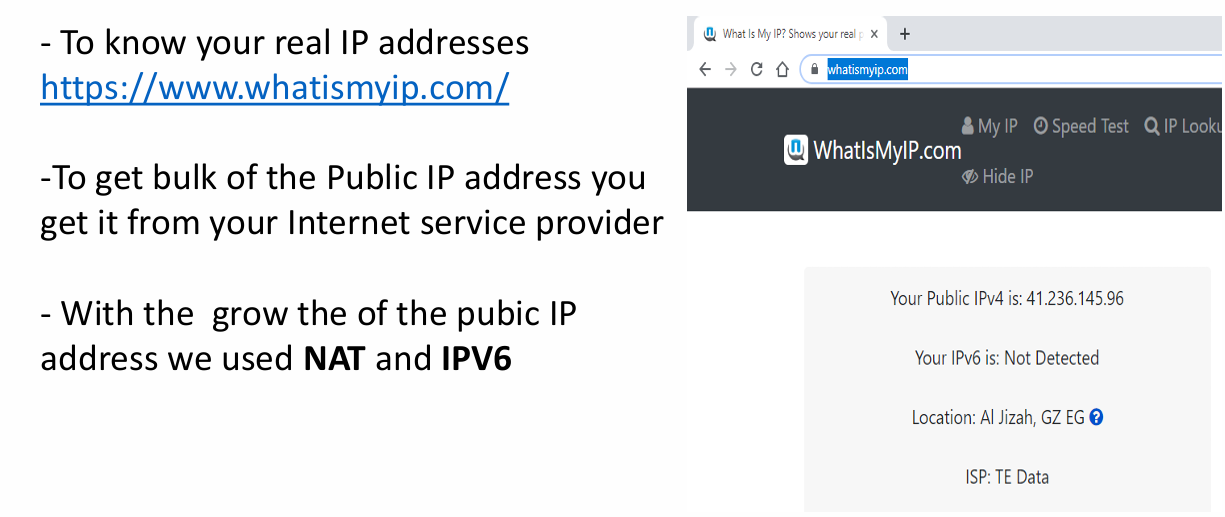 - To know your real IP addresses
https://www.whatismyip.com/
-To get bulk of the Public IP address you
get it from your Internet service provider
- With the  grow the of the pubic IP
address we used NAT and IPV6
What Is My IP? Shows your real p
whatismyip.com
My IP Speed Test IP Looku
WhatIsMyIP.com
Hide IP
Your Public IPv4 is: 41.236.145.96
Your IPv6 is: Not Detected
Location: Al Jizah, GZ EG
ISP: TE Data